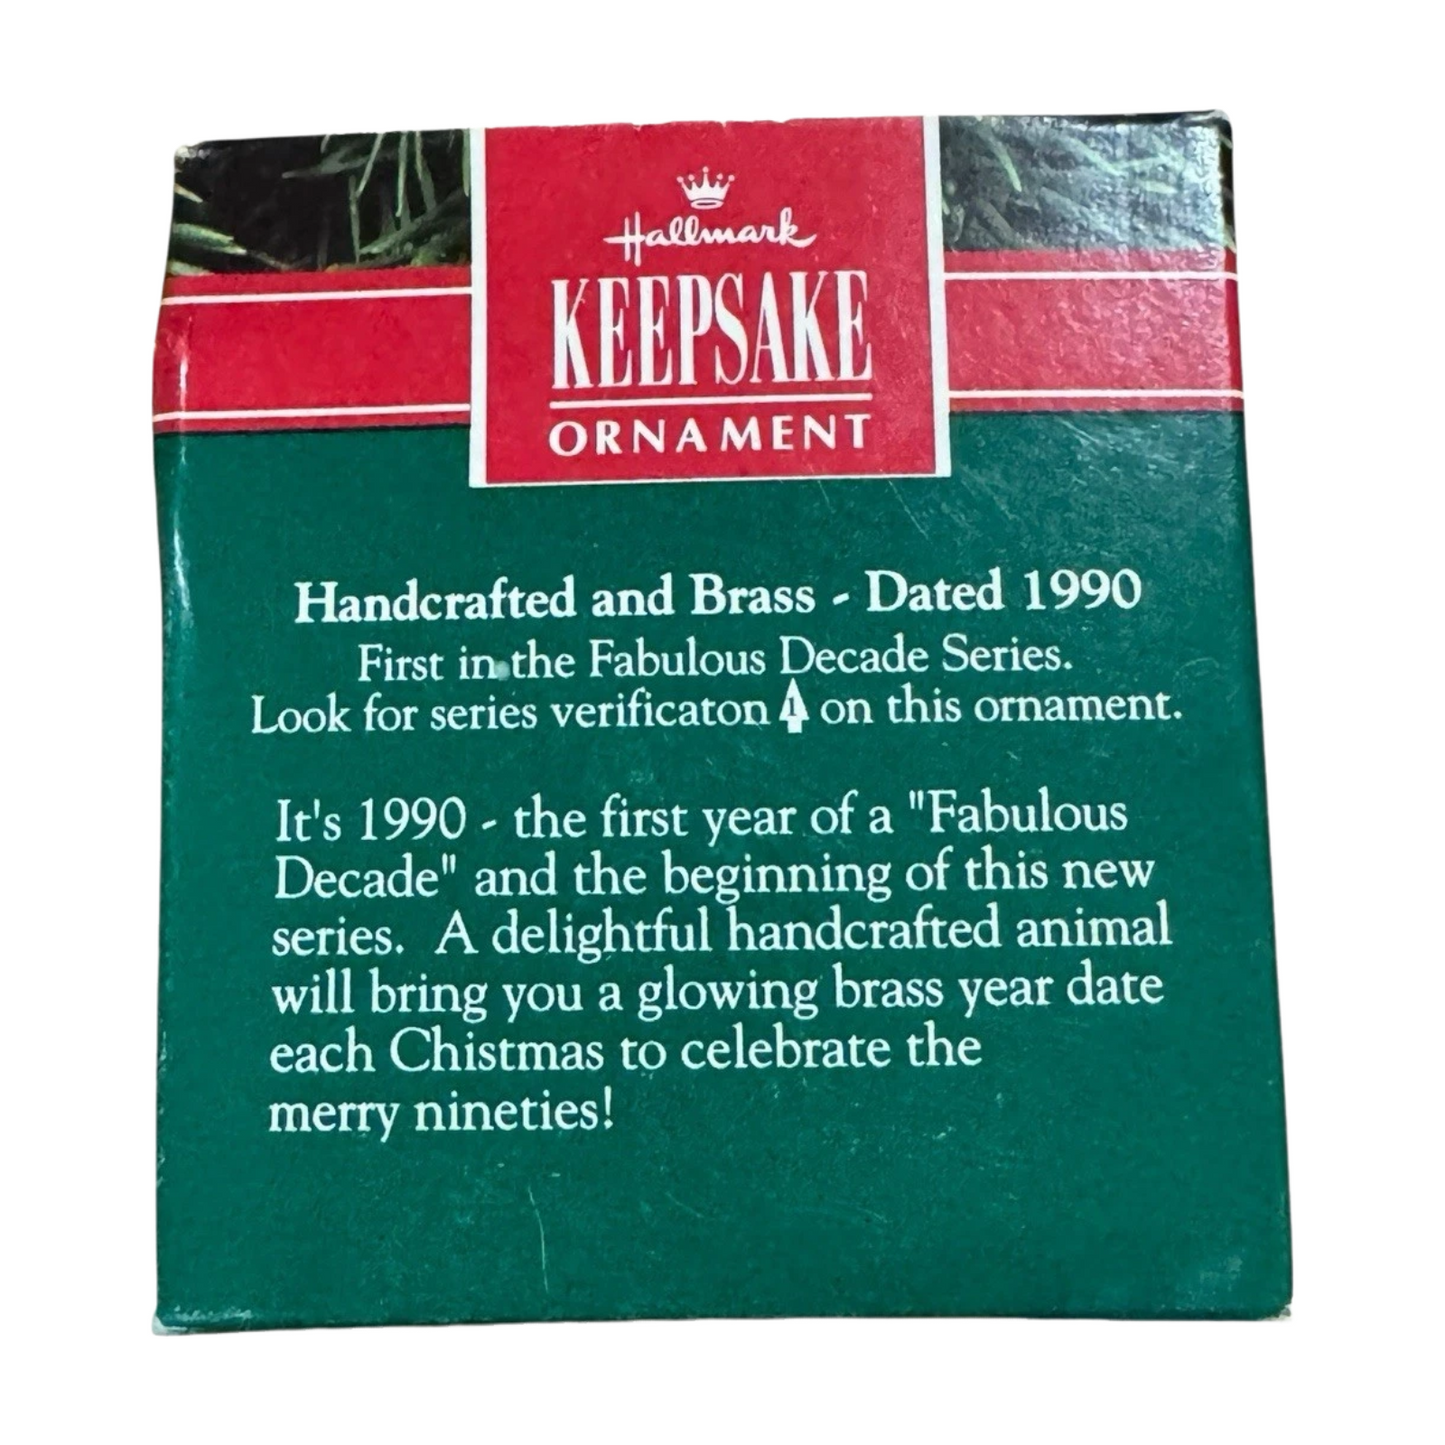 Hallmark
KEEPSAKE
ORNAMENT
Handcrafted and Brass - Dated 1990
First in the Fabulous Decade Series.
Look for series verificaton 1 on this ornament.
It's 1990 - the first year of a "Fabulous
Decade" and the beginning of this new
series. A delightful handcrafted animal
will bring you a glowing brass year date
each Chistmas to celebrate the
merry nineties!